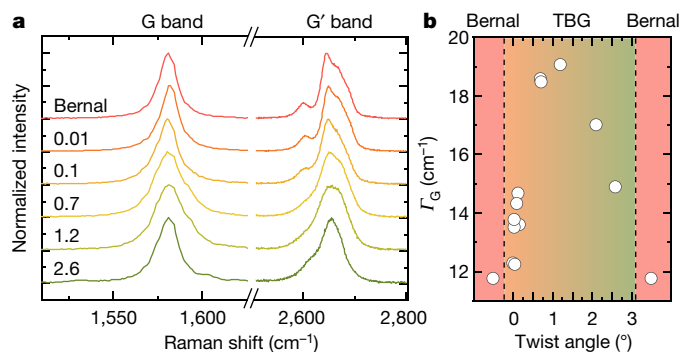 a
G band
G′ band
Normalized intensity
Bernal
0.01
0.1
0.7
1.2
2.6
1,550
1,600
2,600
2,800
Raman shift (cm⁻¹)
b
Bernal
TBG
Bernal
Γ_G (cm⁻¹)
20
18
16
14
12
0
1
2
3
Twist angle (°)